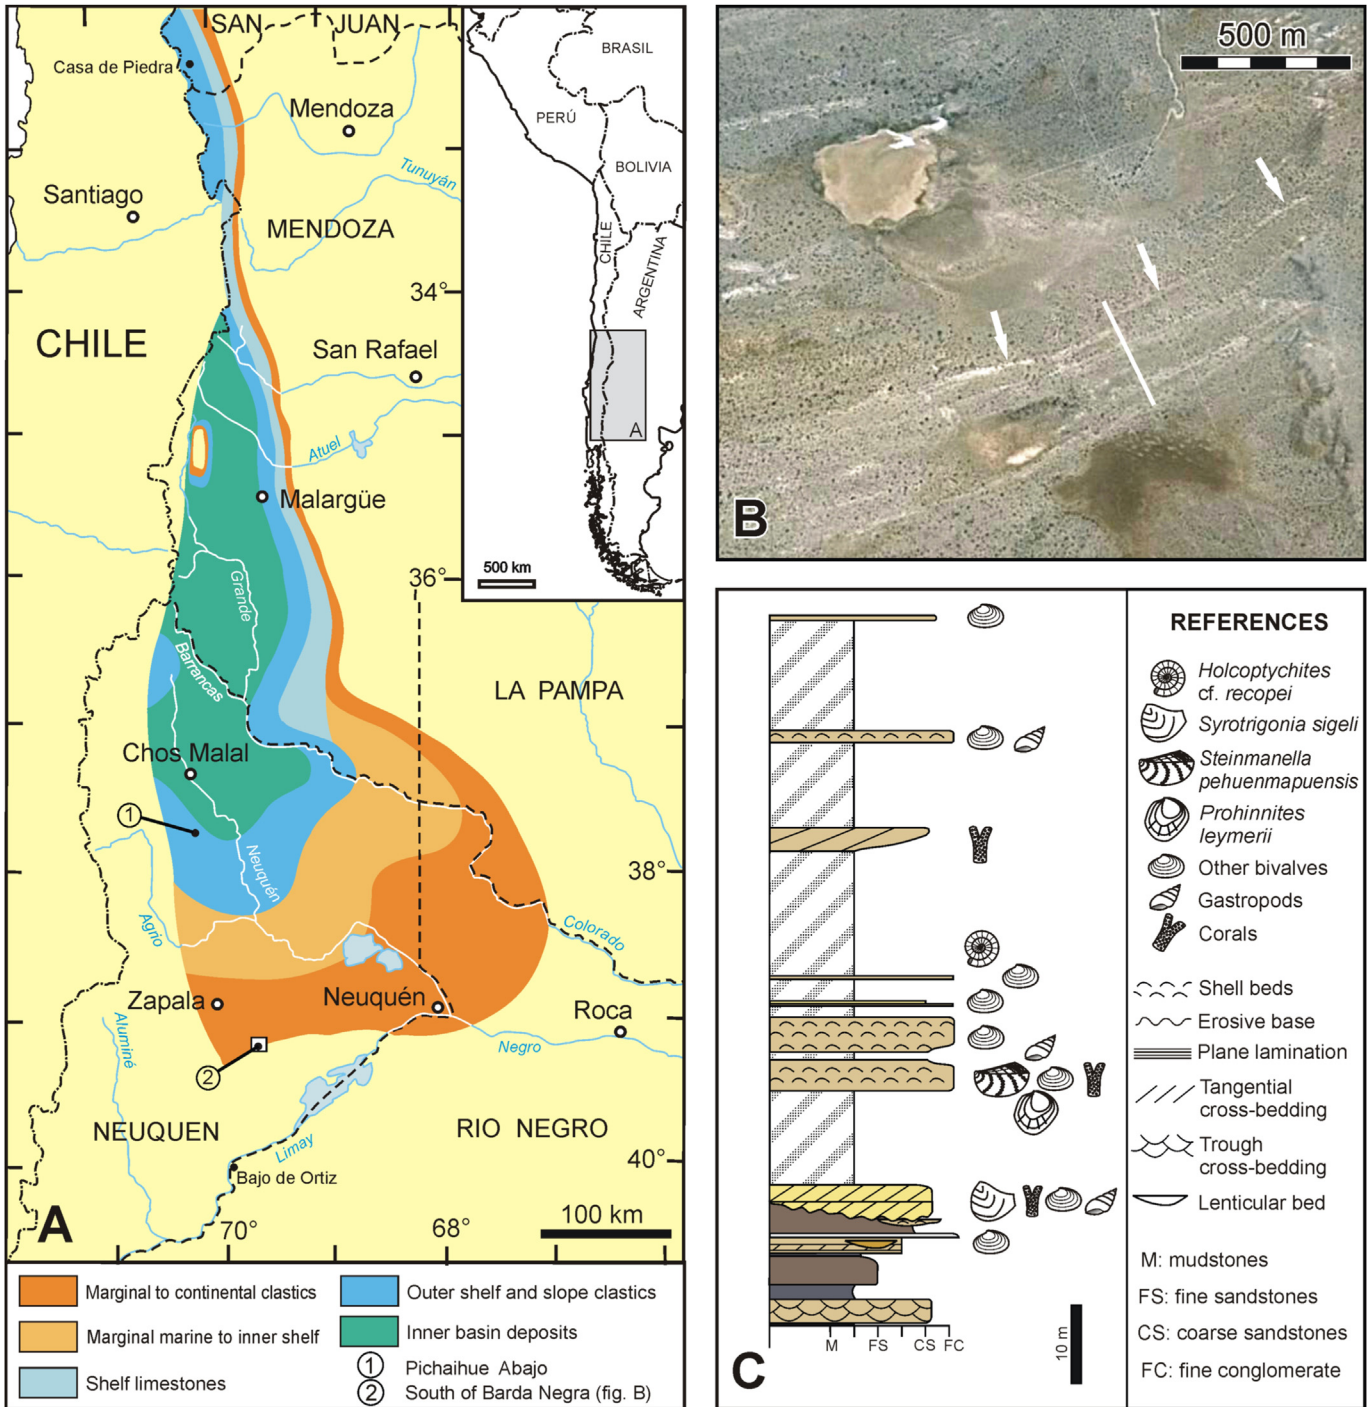 SAN JUAN
Casa de Piedra
Mendoza
Tunuyán
Santiago
MENDOZA
34°
CHILE
San Rafael
Atuel
Malargüe
Grande
36°
Barrancas
LA PAMPA
Chos Malal
1
Neuquén
38°
Agrio
Colorado
Zapala
Neuquén
Roca
Aluminé
Negro
2
NEUQUEN
RIO NEGRO
Limay
40°
Bajo de Ortiz
A
70°
68°
100 km
BRASIL
PERÚ
BOLIVIA
CHILE
ARGENTINA
A
500 km
Marginal to continental clastics
Marginal marine to inner shelf
Shelf limestones
Outer shelf and slope clastics
Inner basin deposits
1 Pichaihue Abajo
2 South of Barda Negra (fig. B)
500 m
B
M FS CS FC
10 m
C
REFERENCES
Holcoptychites
cf. recopei
Syrotrigonia sigeli
Steinmanella
pehuenmapuensis
Prohinnites
leymerii
Other bivalves
Gastropods
Corals
Shell beds
Erosive base
Plane lamination
Tangential
cross-bedding
Trough
cross-bedding
Lenticular bed
M: mudstones
FS: fine sandstones
CS: coarse sandstones
FC: fine conglomerate